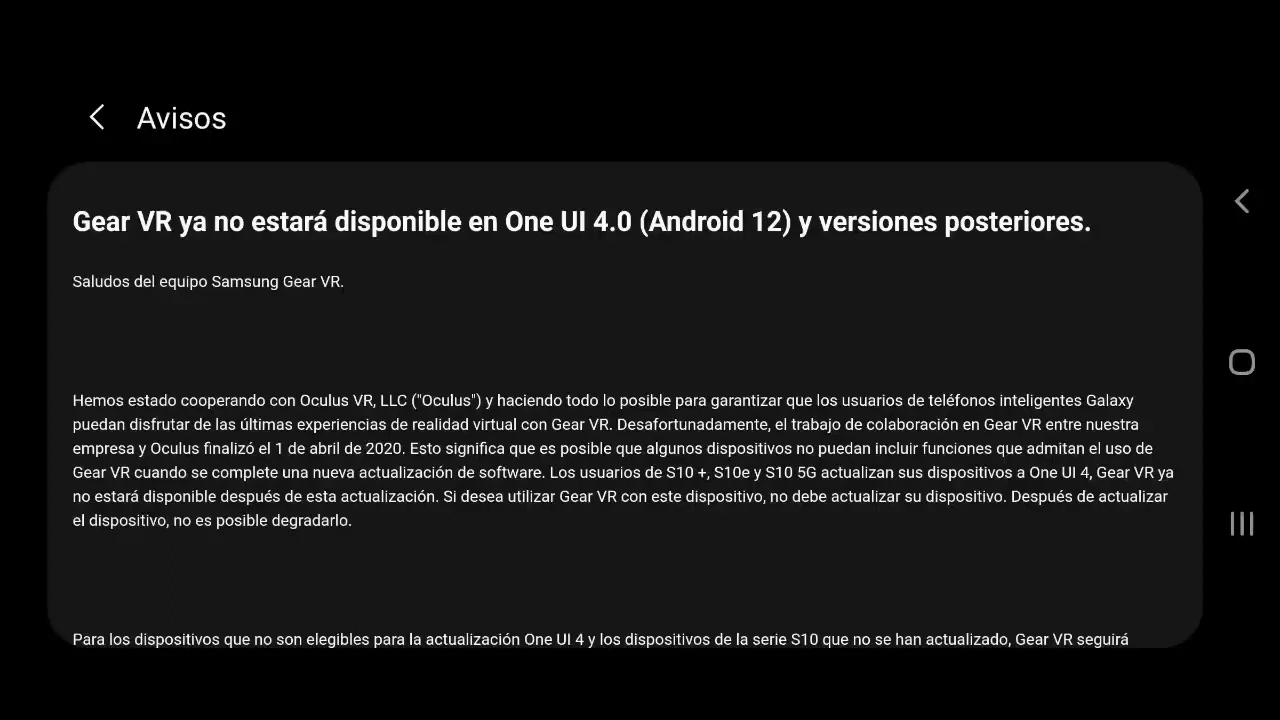 Avisos
Gear VR ya no estará disponible en One UI 4.0 (Android 12) y versiones posteriores.
Saludos del equipo Samsung Gear VR.
Hemos estado cooperando con Oculus VR, LLC ("Oculus") y haciendo todo lo posible para garantizar que los usuarios de teléfonos inteligentes Galaxy
puedan disfrutar de las últimas experiencias de realidad virtual con Gear VR. Desafortunadamente, el trabajo de colaboración en Gear VR entre nuestra
empresa y Oculus finalizó el 1 de abril de 2020. Esto significa que es posible que algunos dispositivos no puedan incluir funciones que admitan el uso de
Gear VR cuando se complete una nueva actualización de software. Los usuarios de S10 +, S10e y S10 5G actualizan sus dispositivos a One UI 4, Gear VR ya
no estará disponible después de esta actualización. Si desea utilizar Gear VR con este dispositivo, no debe actualizar su dispositivo. Después de actualizar
el dispositivo, no es posible degradarlo.
Para los dispositivos que no son elegibles para la actualización One UI 4 y los dispositivos de la serie S10 que no se han actualizado, Gear VR seguirá